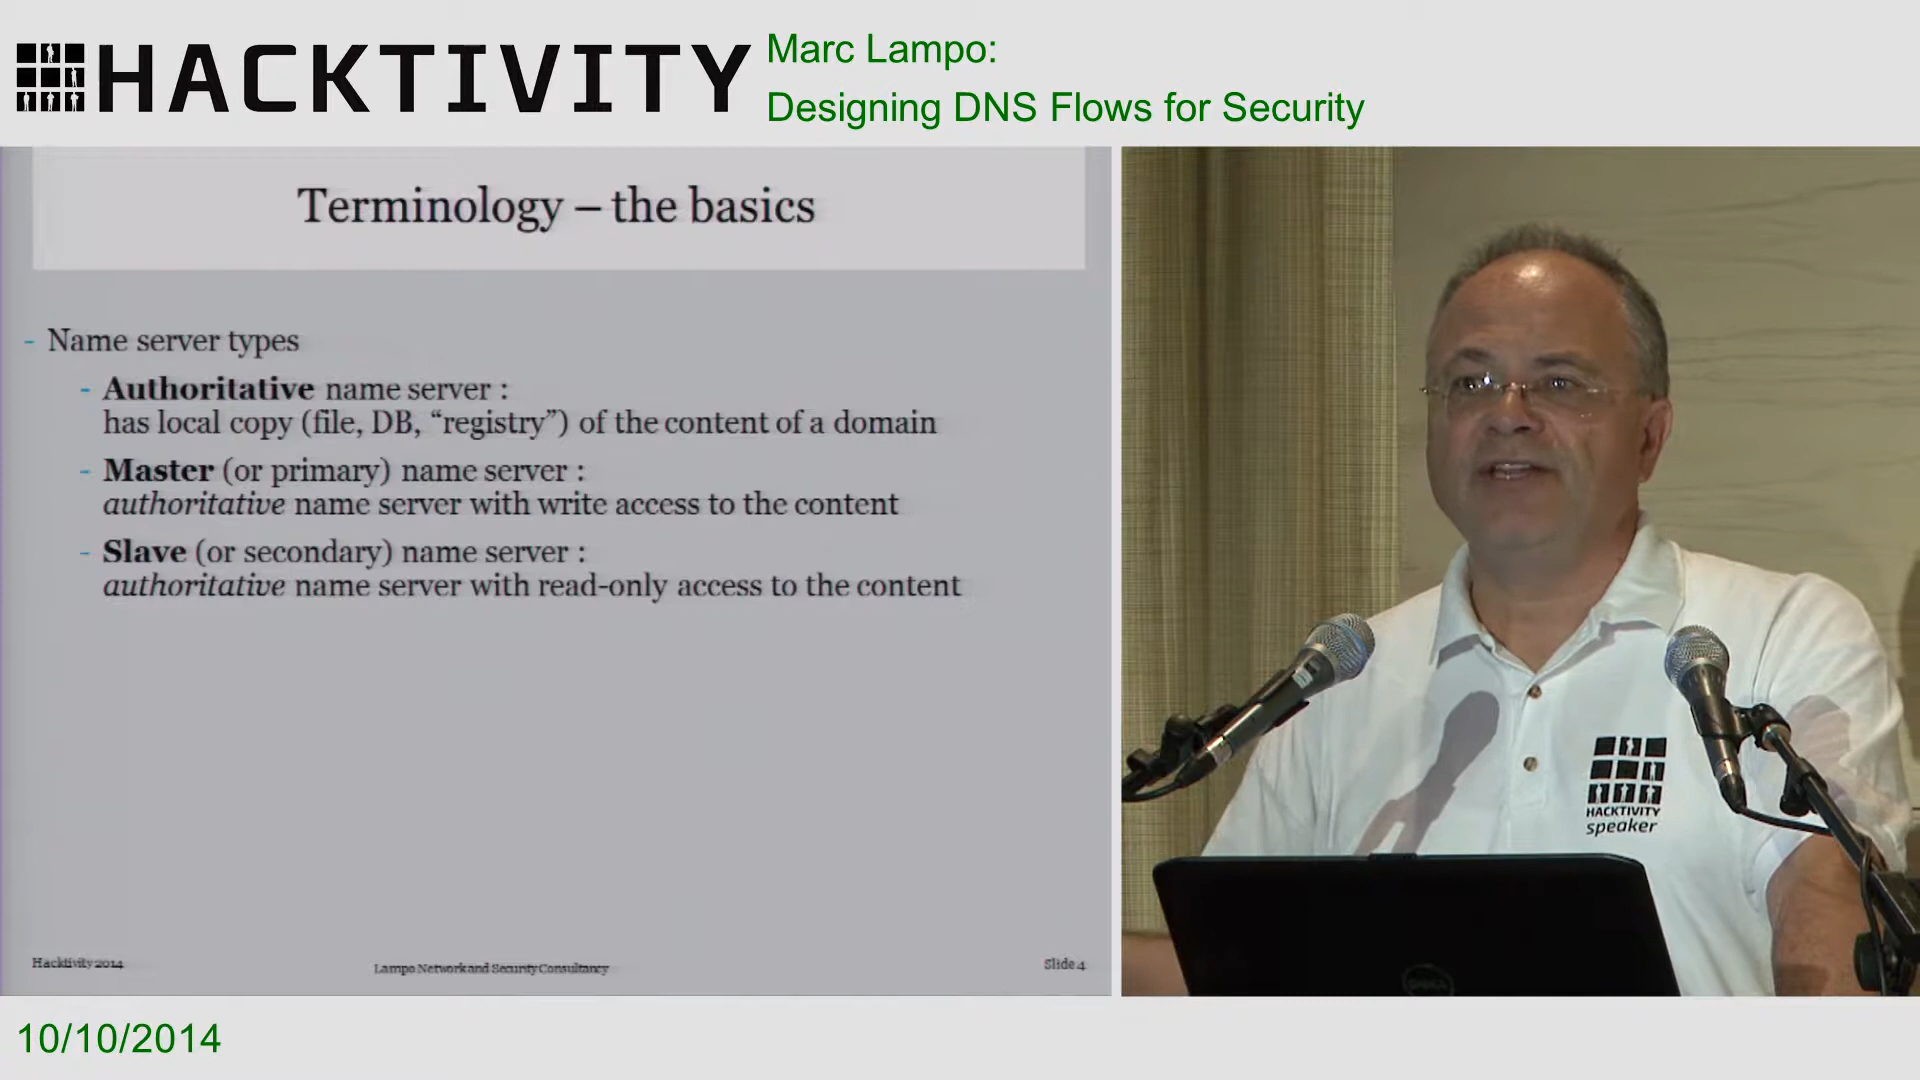 HACKTIVITY
Marc Lampo:
Designing DNS Flows for Security
Terminology – the basics
- Name server types
- Authoritative name server :
has local copy (file, DB, “registry”) of the content of a domain
- Master (or primary) name server :
authoritative name server with write access to the content
- Slave (or secondary) name server :
authoritative name server with read-only access to the content
Hacktivity 2014
Lampo Network and Security Consultancy
Slide 4
HACKTIVITY
speaker
DELL
10/10/2014